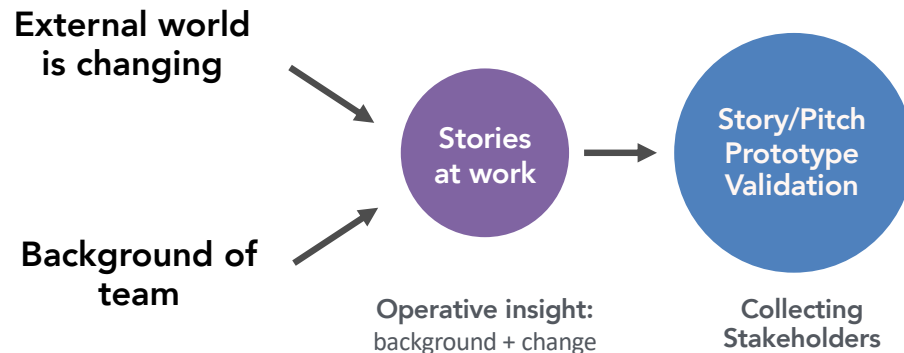 External world
is changing
Background of
team
Stories
at work
Operative insight:
background + change
Story/Pitch
Prototype
Validation
Collecting
Stakeholders